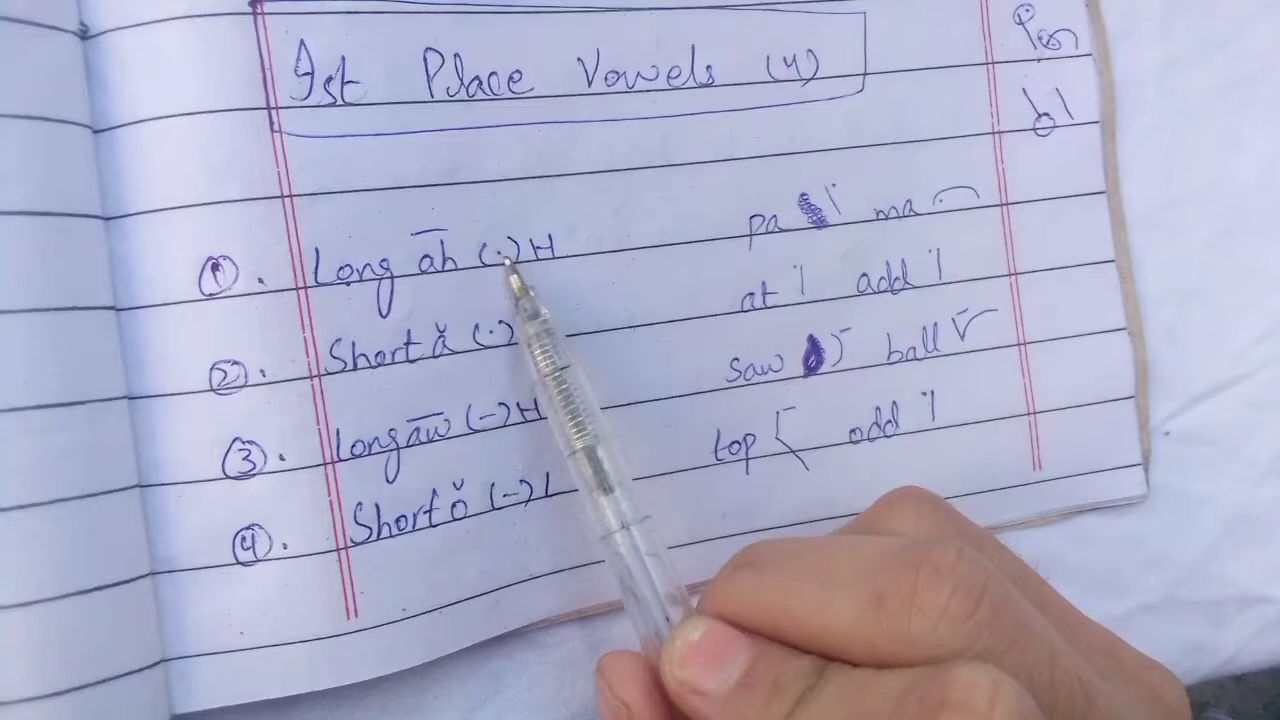 1st Place Vowels (4)
①. Long āh (·) H pa ma
②. Short ă (·) at add
③. Long āw (–) H saw ball
④. Short ŏ (–) L top odd